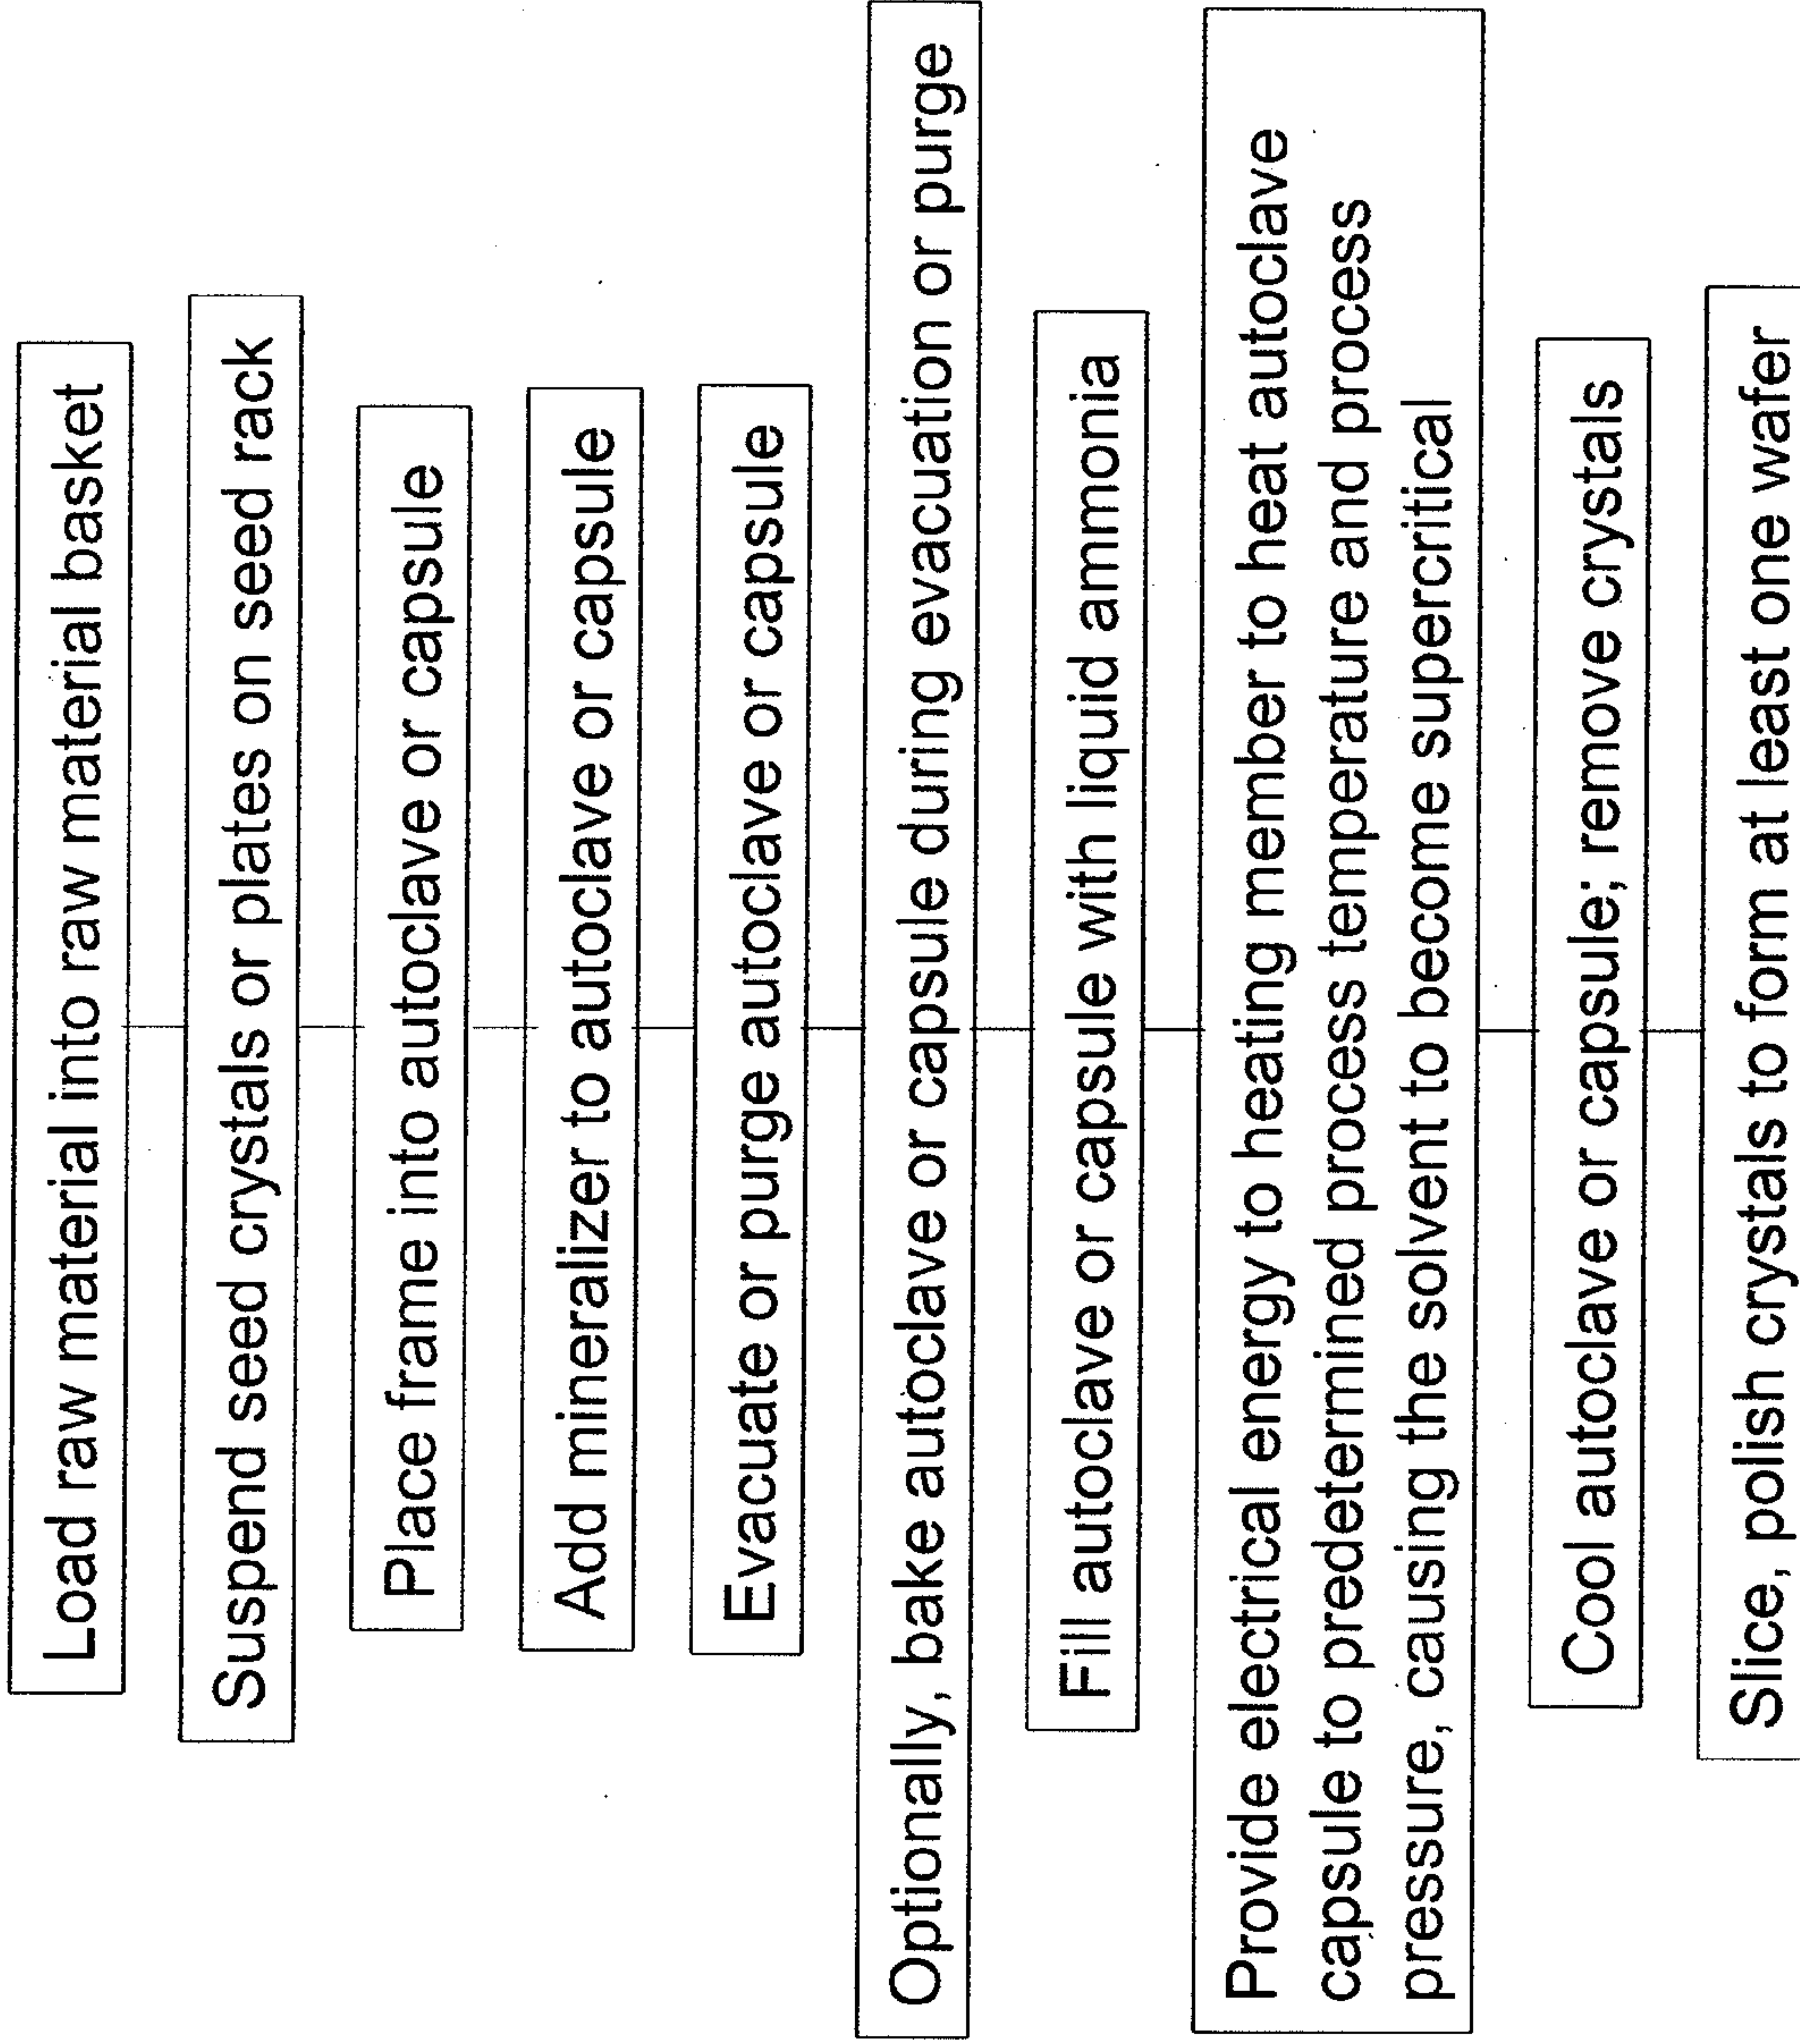 Load raw material into raw material basket
Suspend seed crystals or plates on seed rack
Place frame into autoclave or capsule
Add mineralizer to autoclave or capsule
Evacuate or purge autoclave or capsule
Optionally, bake autoclave or capsule during evacuation or purge
Fill autoclave or capsule with liquid ammonia
Provide electrical energy to heating member to heat autoclave
capsule to predetermined process temperature and process
pressure, causing the solvent to become supercritical
Cool autoclave or capsule; remove crystals
Slice, polish crystals to form at least one wafer